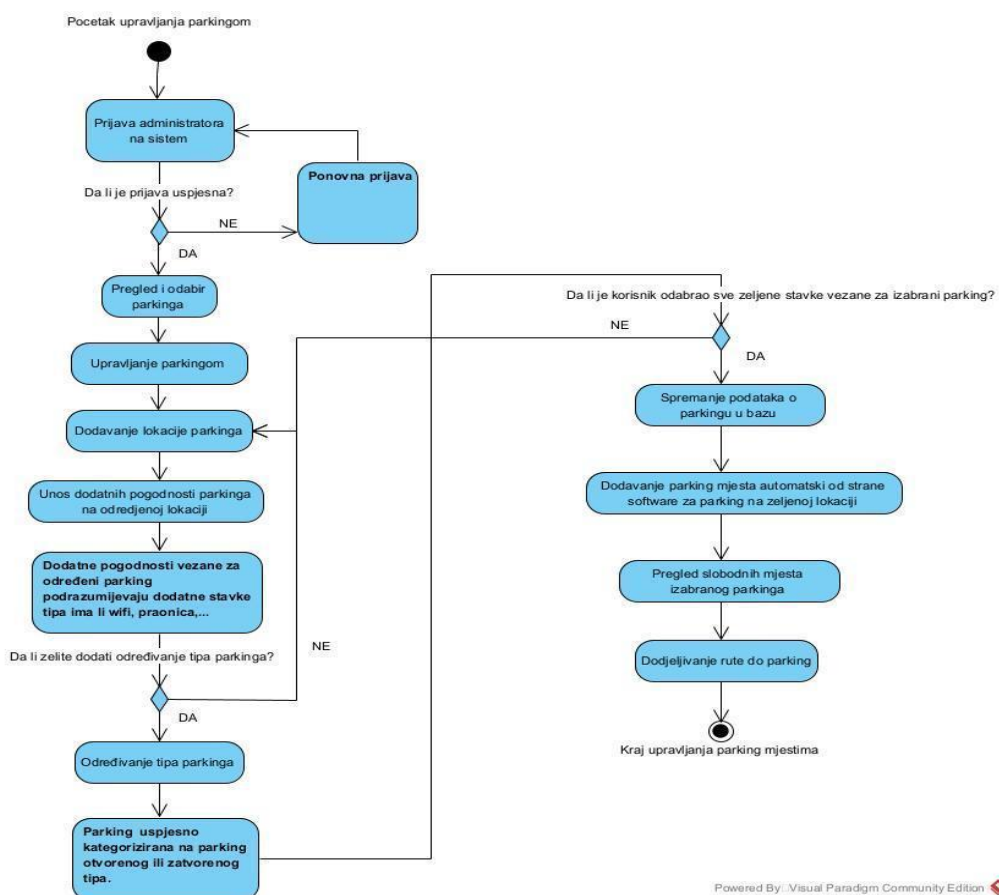 Pocetak upravljanja parkingom
Prijava administratora
na sistem
Ponovna prijava
Da li je prijava uspjesna?
NE
DA
Pregled i odabir
parkinga
Upravljanje parkingom
Dodavanje lokacije parkinga
Unos dodatnih pogodnosti parkinga
na odredjenoj lokaciji
Dodatne pogodnosti vezane za
određeni parking
podrazumijevaju dodatne stavke
tipa ima li wifi, praonica,...
Da li zelite dodati određivanje tipa parkinga?
NE
DA
Određivanje tipa parkinga
Parking uspjesno
kategorizirana na parking
otvorenog ili zatvorenog
tipa.
Da li je korisnik odabrao sve zeljene stavke vezane za izabrani parking?
NE
DA
Spremanje podataka o
parkingu u bazu
Dodavanje parking mjesta automatski od strane
software za parking na zeljenoj lokaciji
Pregled slobodnih mjesta
izabranog parkinga
Dodjeljivanje rute do parking
Kraj upravljanja parking mjestima
Powered By: Visual Paradigm Community Edition